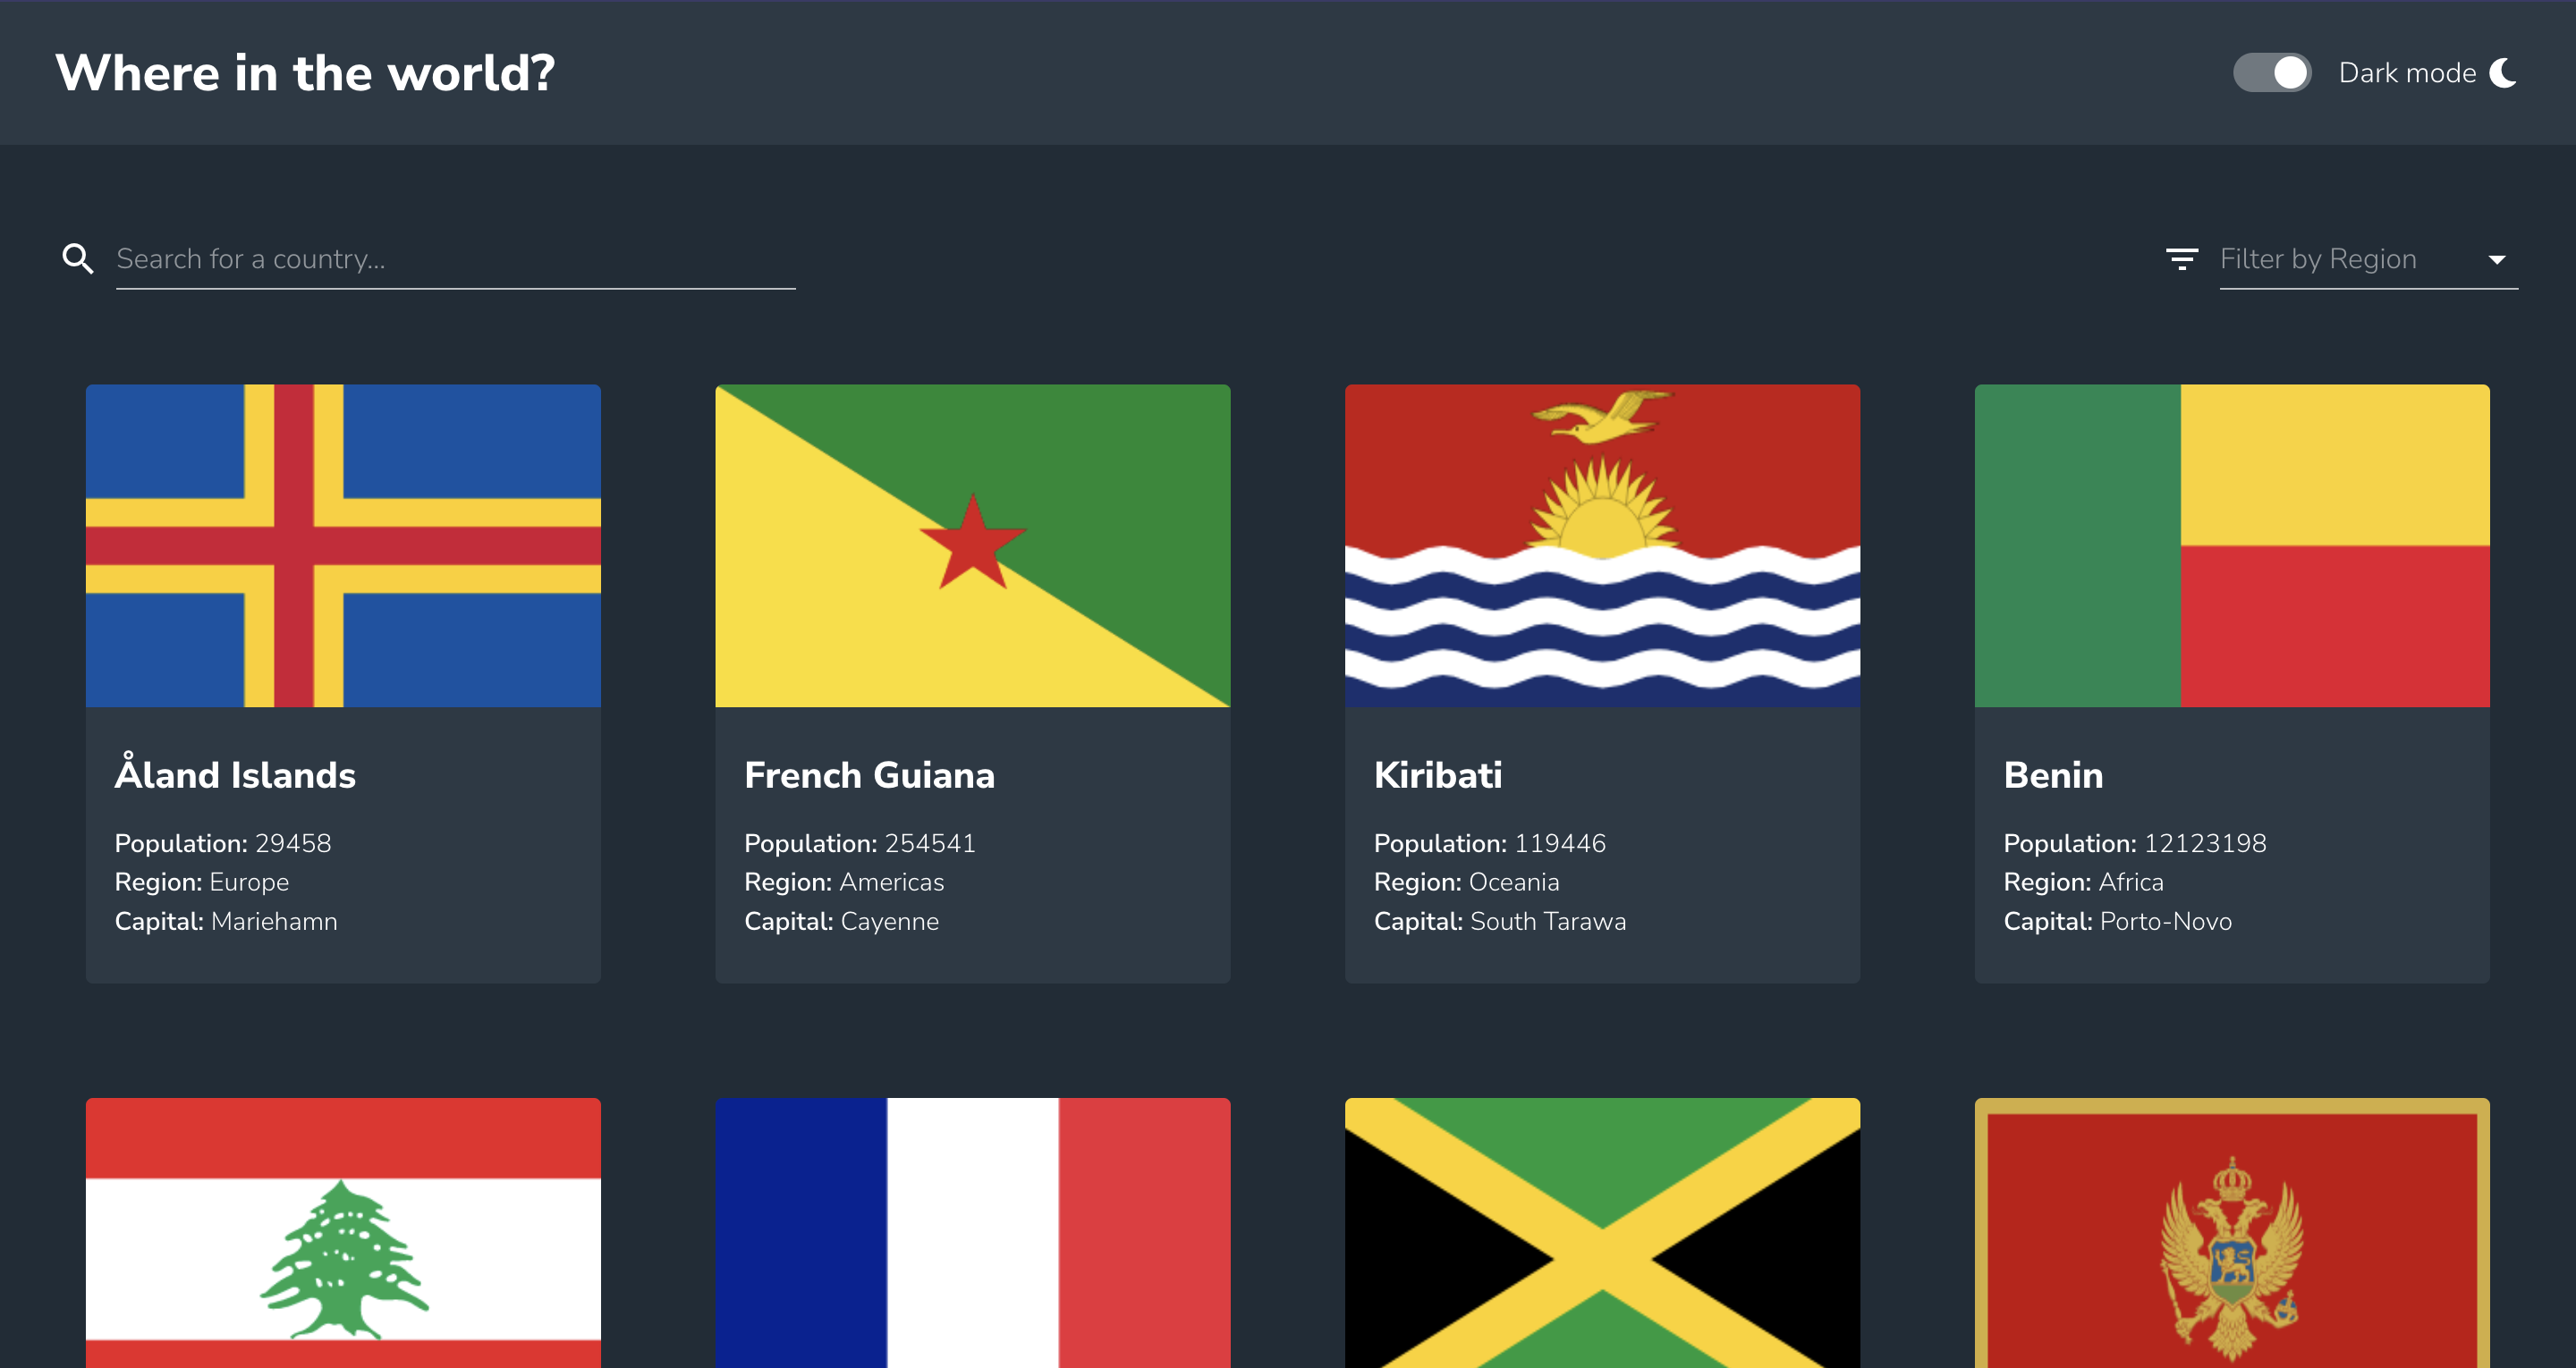 Where in the world?
Dark mode
Search for a country...
Filter by Region
Åland Islands
Population: 29458
Region: Europe
Capital: Mariehamn
French Guiana
Population: 254541
Region: Americas
Capital: Cayenne
Kiribati
Population: 119446
Region: Oceania
Capital: South Tarawa
Benin
Population: 12123198
Region: Africa
Capital: Porto-Novo